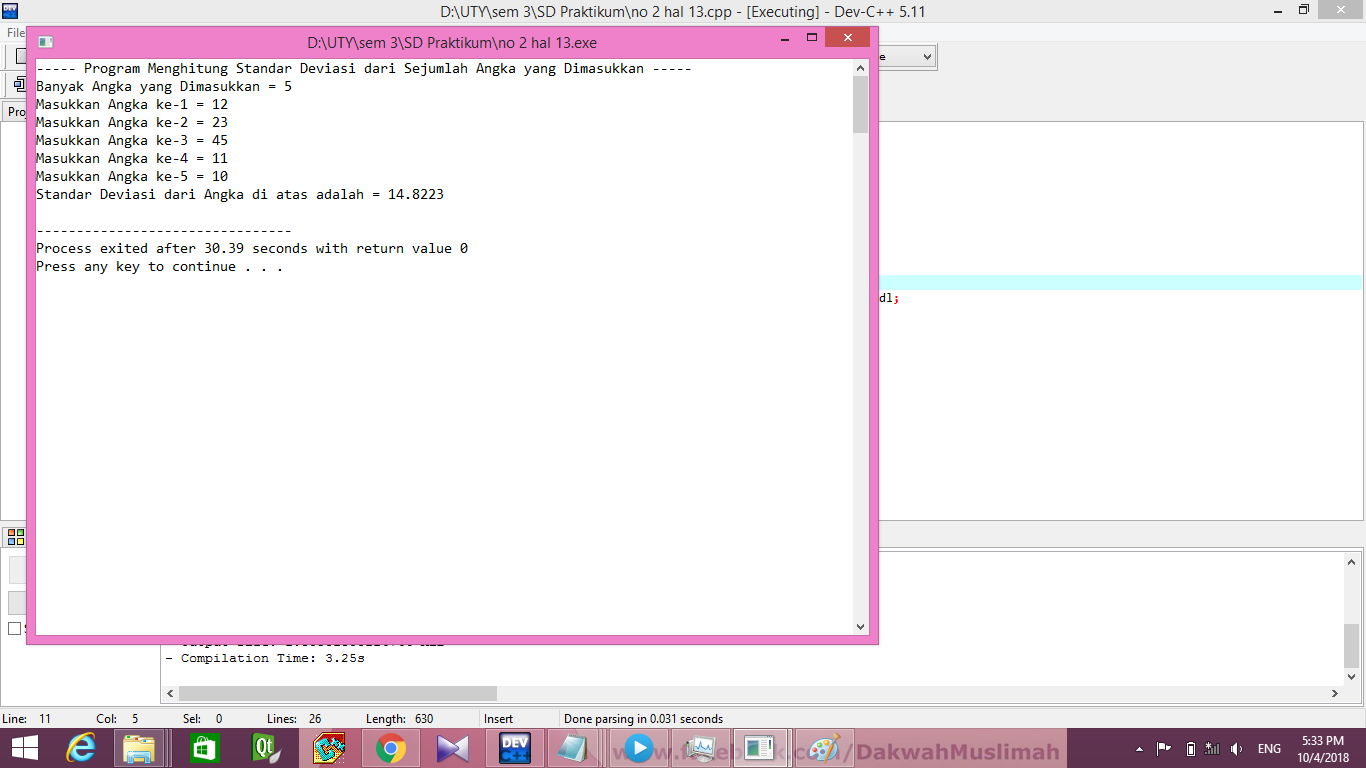 D:\UTY\sem 3\SD Praktikum\no 2 hal 13.cpp - [Executing] - Dev-C++ 5.11
File
D:\UTY\sem 3\SD Praktikum\no 2 hal 13.exe
----- Program Menghitung Standar Deviasi dari Sejumlah Angka yang Dimasukkan -----
Banyak Angka yang Dimasukkan = 5
Masukkan Angka ke-1 = 12
Masukkan Angka ke-2 = 23
Masukkan Angka ke-3 = 45
Masukkan Angka ke-4 = 11
Masukkan Angka ke-5 = 10
Standar Deviasi dari Angka di atas adalah = 14.8223
--------------------------------
Process exited after 30.39 seconds with return value 0
Press any key to continue . . .
dl;
- Compilation Time: 3.25s
Line: 11 Col: 5 Sel: 0 Lines: 26 Length: 630 Insert Done parsing in 0.031 seconds
Qt DEV C++ www.facebook.com/DakwahMuslimah ENG 5:33 PM
10/4/2018